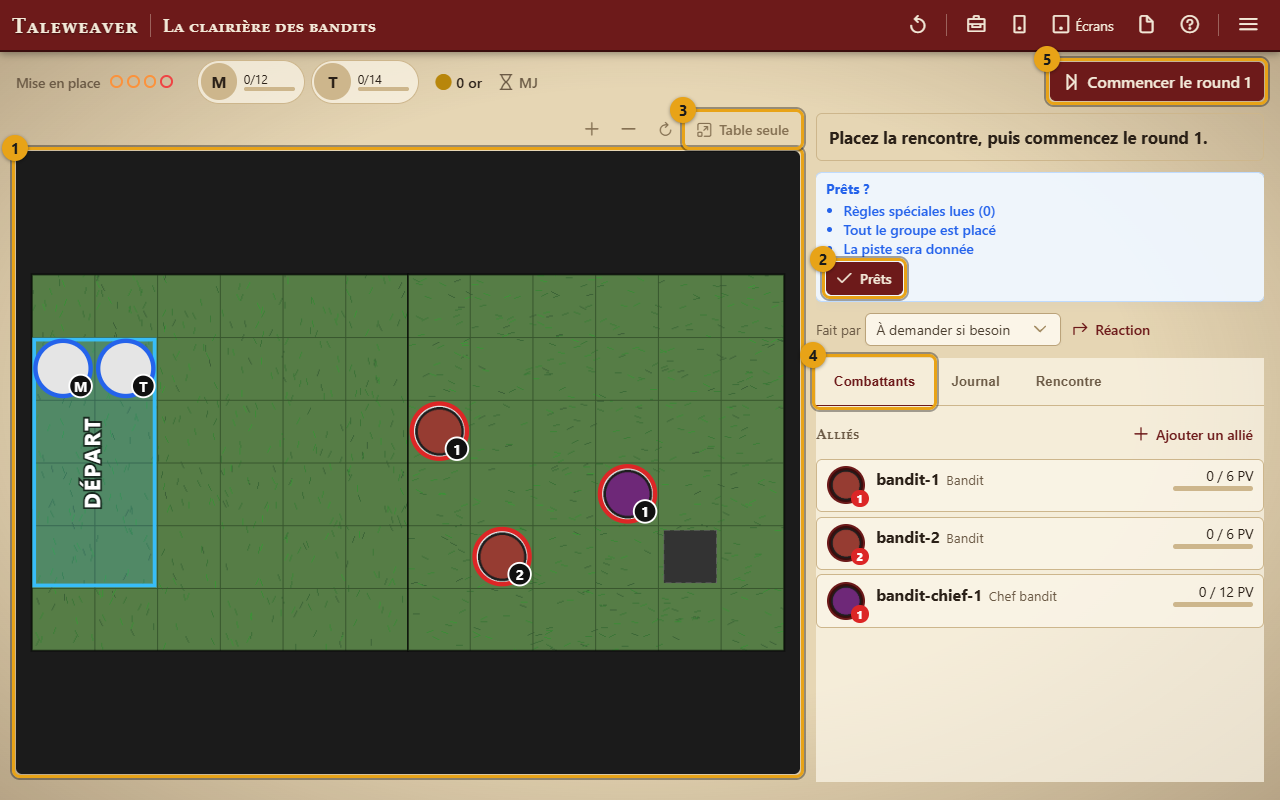 TALEWEAVER
LA CLAIRIÈRE DES BANDITS
Écrans
Mise en place
M 0/12
T 0/14
0 or
MJ
5
Commencer le round 1
3
Table seule
1
M
T
DÉPART
1
1
2
Placez la rencontre, puis commencez le round 1.
Prêts ?
• Règles spéciales lues (0)
• Tout le groupe est placé
• La piste sera donnée
2
Prêts
Fait par
À demander si besoin
Réaction
4
Combattants
Journal
Rencontre
ALLIÉS
Ajouter un allié
bandit-1 Bandit
0 / 6 PV
1
bandit-2 Bandit
0 / 6 PV
2
bandit-chief-1 Chef bandit
0 / 12 PV
1